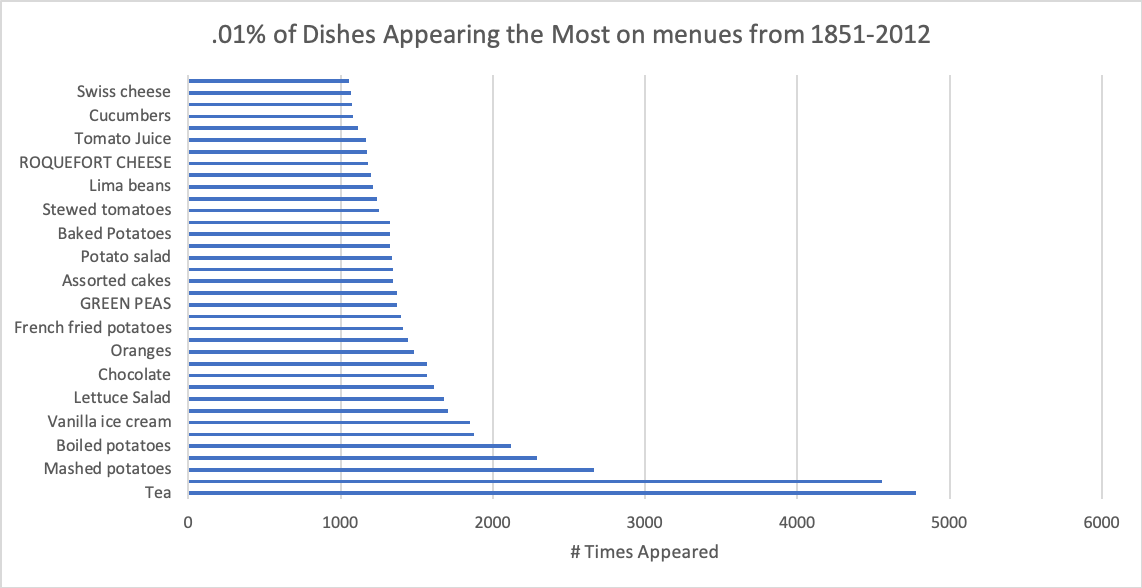 .01% of Dishes Appearing the Most on menues from 1851-2012
Swiss cheese
Cucumbers
Tomato Juice
ROQUEFORT CHEESE
Lima beans
Stewed tomatoes
Baked Potatoes
Potato salad
Assorted cakes
GREEN PEAS
French fried potatoes
Oranges
Chocolate
Lettuce Salad
Vanilla ice cream
Boiled potatoes
Mashed potatoes
Tea
0 1000 2000 3000 4000 5000 6000
# Times Appeared